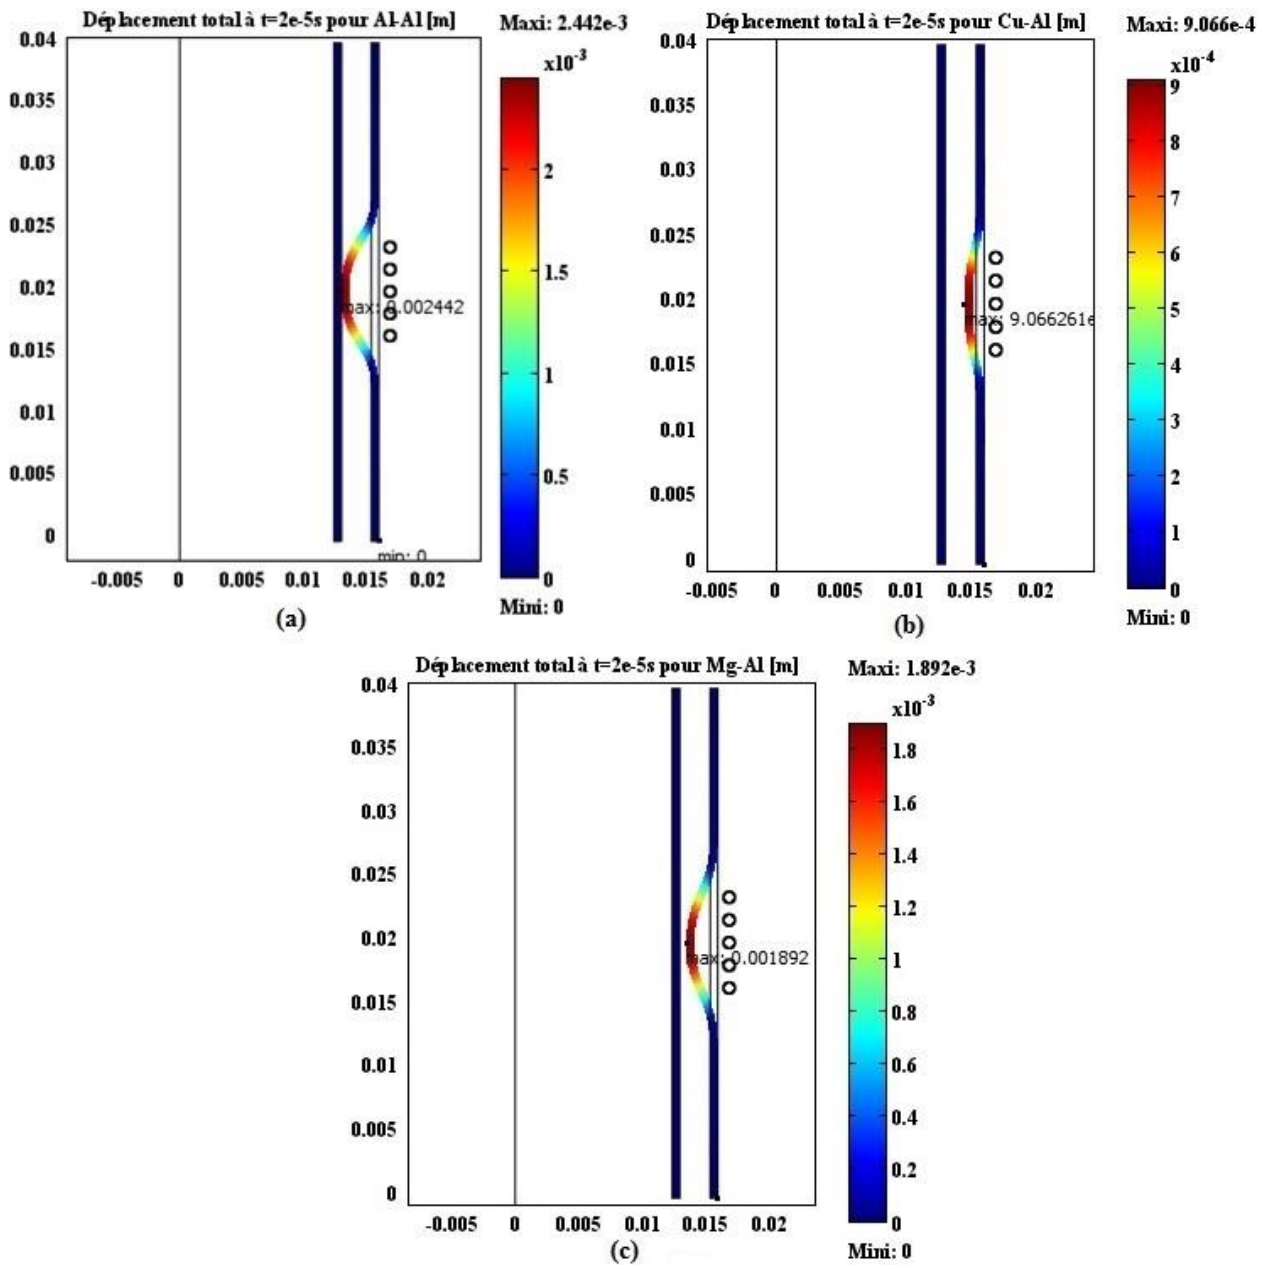 Déplacement total à t=2e-5s pour Al-Al [m]
Maxi: 2.442e-3
x10-3
0.04
0.035
0.03
0.025
0.02
0.015
0.01
0.005
0
2
1.5
1
0.5
0
max: 0.002442
min: 0
-0.005 0 0.005 0.01 0.015 0.02
Mini: 0
(a)
Déplacement total à t=2e-5s pour Cu-Al [m]
Maxi: 9.066e-4
x10-4
0.04
0.035
0.03
0.025
0.02
0.015
0.01
0.005
0
9
8
7
6
5
4
3
2
1
0
max: 9.066261e
-0.005 0 0.005 0.01 0.015 0.02
Mini: 0
(b)
Déplacement total à t=2e-5s pour Mg-Al [m]
Maxi: 1.892e-3
x10-3
0.04
0.035
0.03
0.025
0.02
0.015
0.01
0.005
0
1.8
1.6
1.4
1.2
1
0.8
0.6
0.4
0.2
0
max: 0.001892
-0.005 0 0.005 0.01 0.015 0.02
Mini: 0
(c)